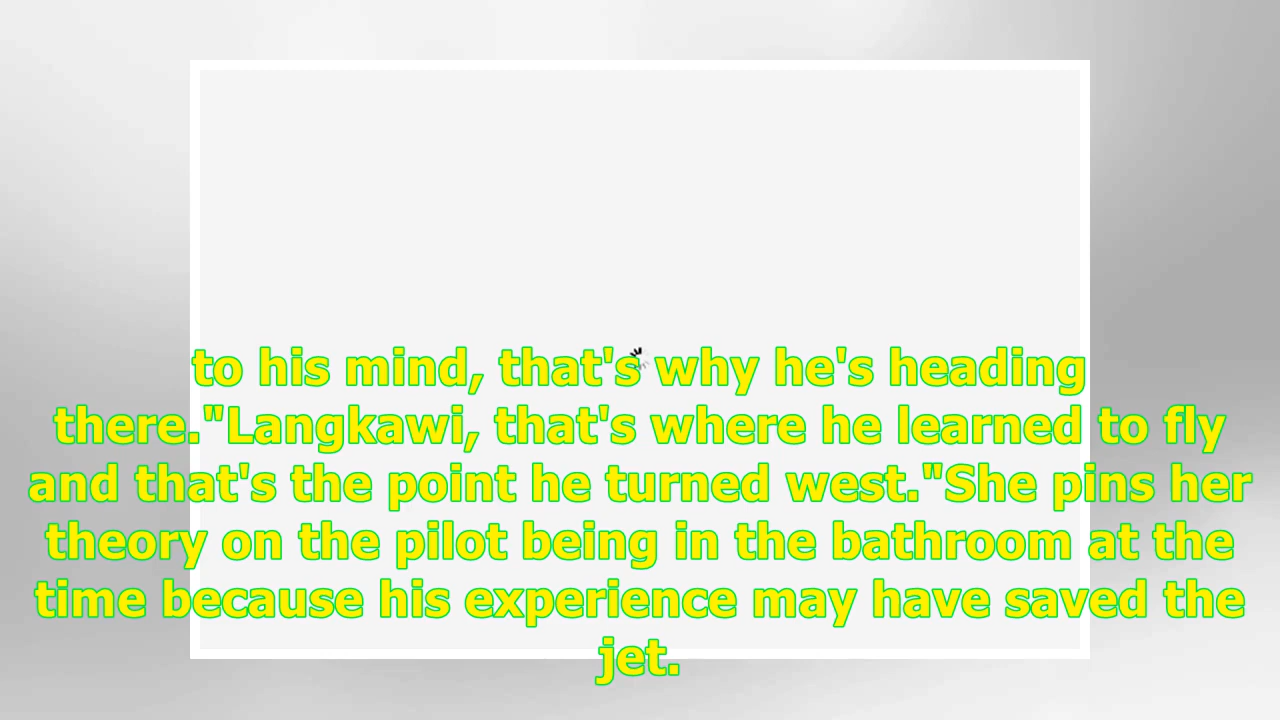 to his mind, that's why he's heading
there."Langkawi, that's where he learned to fly
and that's the point he turned west."She pins her
theory on the pilot being in the bathroom at the
time because his experience may have saved the
jet.